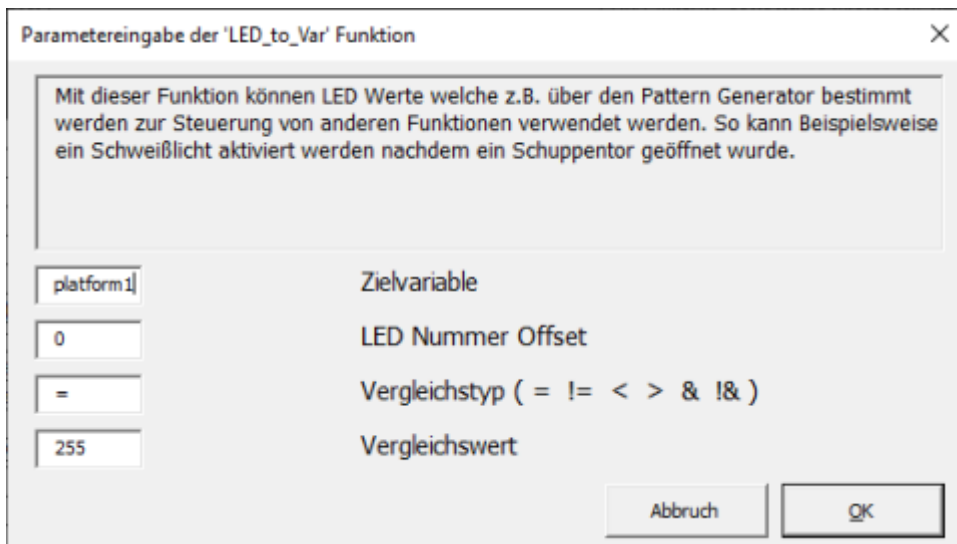 Parametereingabe der 'LED_to_Var' Funktion
Mit dieser Funktion können LED Werte welche z.B. über den Pattern Generator bestimmt
werden zur Steuerung von anderen Funktionen verwendet werden. So kann Beispielsweise
ein Schweißlicht aktiviert werden nachdem ein Schuppentor geöffnet wurde.
platform1 Zielvariable
0 LED Nummer Offset
= Vergleichstyp ( = != < > & !& )
255 Vergleichswert
Abbruch OK